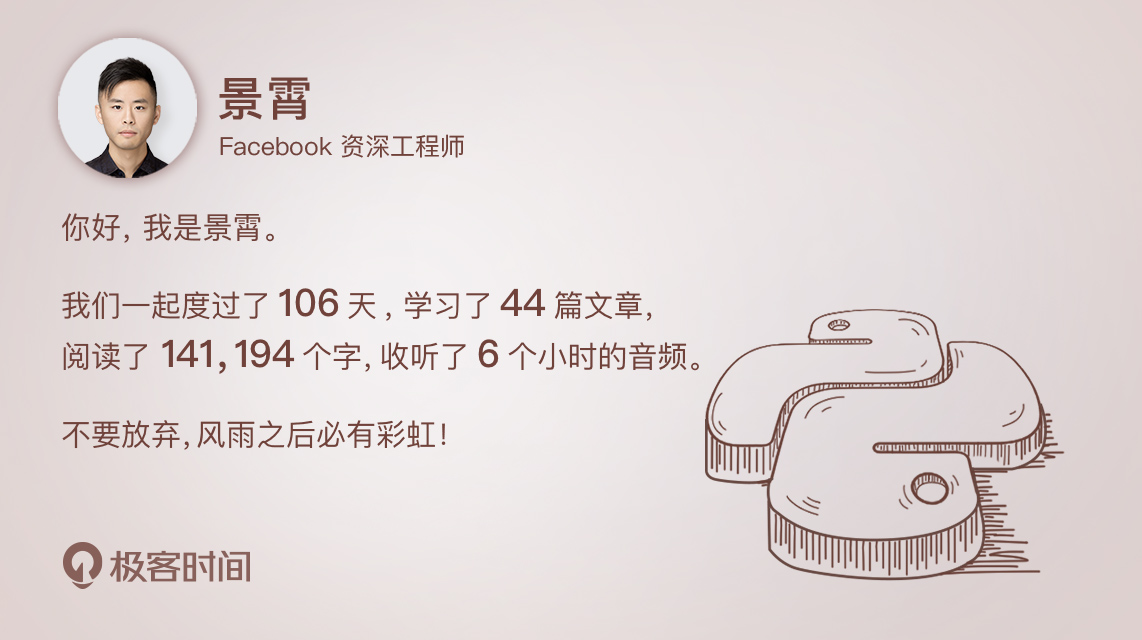 景霄
Facebook 资深工程师
你好，我是景霄。
我们一起度过了 106 天，学习了 44 篇文章，
阅读了 141,194 个字，收听了 6 个小时的音频。
不要放弃，风雨之后必有彩虹！
极客时间